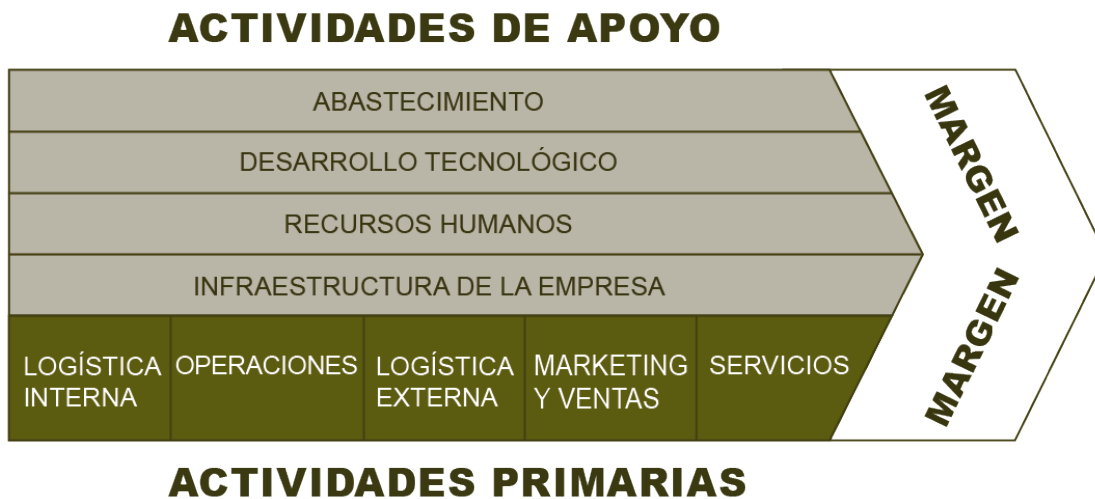 ACTIVIDADES DE APOYO
ABASTECIMIENTO
DESARROLLO TECNOLÓGICO
RECURSOS HUMANOS
INFRAESTRUCTURA DE LA EMPRESA
LOGÍSTICA
INTERNA
OPERACIONES
LOGÍSTICA
EXTERNA
MARKETING
Y VENTAS
SERVICIOS
MARGEN
MARGEN
ACTIVIDADES PRIMARIAS